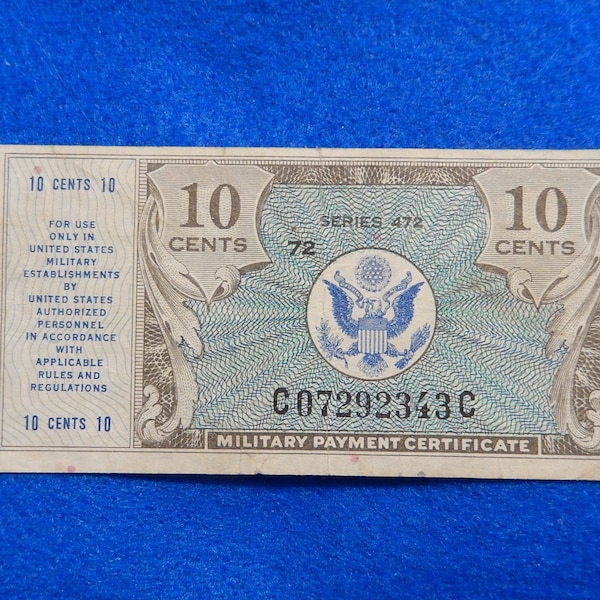 10 CENTS 10
FOR USE
ONLY IN
UNITED STATES
MILITARY
ESTABLISHMENTS
BY
UNITED STATES
AUTHORIZED
PERSONNEL
IN ACCORDANCE
WITH
APPLICABLE
RULES AND
REGULATIONS
10 CENTS 10
10
CENTS
SERIES 472
72
10
CENTS
C07292343C
MILITARY PAYMENT CERTIFICATE